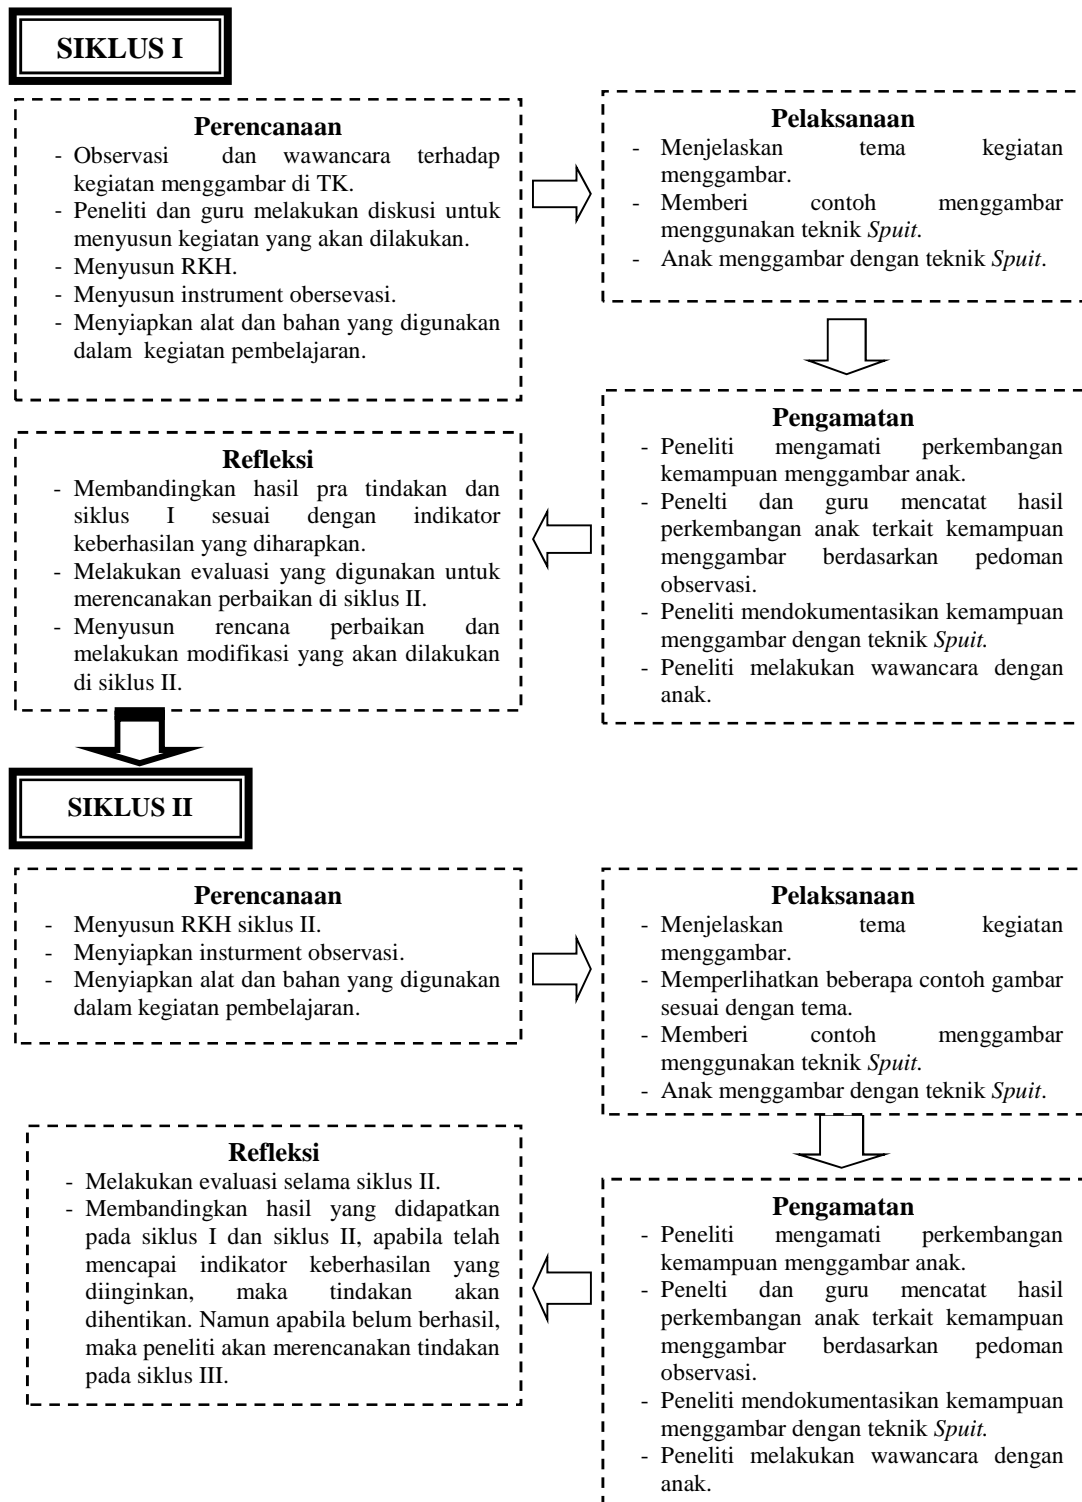 SIKLUS I
Perencanaan
- Observasi dan wawancara terhadap
kegiatan menggambar di TK.
- Peneliti dan guru melakukan diskusi untuk
menyusun kegiatan yang akan dilakukan.
- Menyusun RKH.
- Menyusun instrument obersevasi.
- Menyiapkan alat dan bahan yang digunakan
dalam kegiatan pembelajaran.
Pelaksanaan
- Menjelaskan tema kegiatan
menggambar.
- Memberi contoh menggambar
menggunakan teknik Spuit.
- Anak menggambar dengan teknik Spuit.
Pengamatan
- Peneliti mengamati perkembangan
kemampuan menggambar anak.
- Penelti dan guru mencatat hasil
perkembangan anak terkait kemampuan
menggambar berdasarkan pedoman
observasi.
- Peneliti mendokumentasikan kemampuan
menggambar dengan teknik Spuit.
- Peneliti melakukan wawancara dengan
anak.
Refleksi
- Membandingkan hasil pra tindakan dan
siklus I sesuai dengan indikator
keberhasilan yang diharapkan.
- Melakukan evaluasi yang digunakan untuk
merencanakan perbaikan di siklus II.
- Menyusun rencana perbaikan dan
melakukan modifikasi yang akan dilakukan
di siklus II.
SIKLUS II
Perencanaan
- Menyusun RKH siklus II.
- Menyiapkan insturment observasi.
- Menyiapkan alat dan bahan yang digunakan
dalam kegiatan pembelajaran.
Pelaksanaan
- Menjelaskan tema kegiatan
menggambar.
- Memperlihatkan beberapa contoh gambar
sesuai dengan tema.
- Memberi contoh menggambar
menggunakan teknik Spuit.
- Anak menggambar dengan teknik Spuit.
Pengamatan
- Peneliti mengamati perkembangan
kemampuan menggambar anak.
- Penelti dan guru mencatat hasil
perkembangan anak terkait kemampuan
menggambar berdasarkan pedoman
observasi.
- Peneliti mendokumentasikan kemampuan
menggambar dengan teknik Spuit.
- Peneliti melakukan wawancara dengan
anak.
Refleksi
- Melakukan evaluasi selama siklus II.
- Membandingkan hasil yang didapatkan
pada siklus I dan siklus II, apabila telah
mencapai indikator keberhasilan yang
diinginkan, maka tindakan akan
dihentikan. Namun apabila belum berhasil,
maka peneliti akan merencanakan tindakan
pada siklus III.